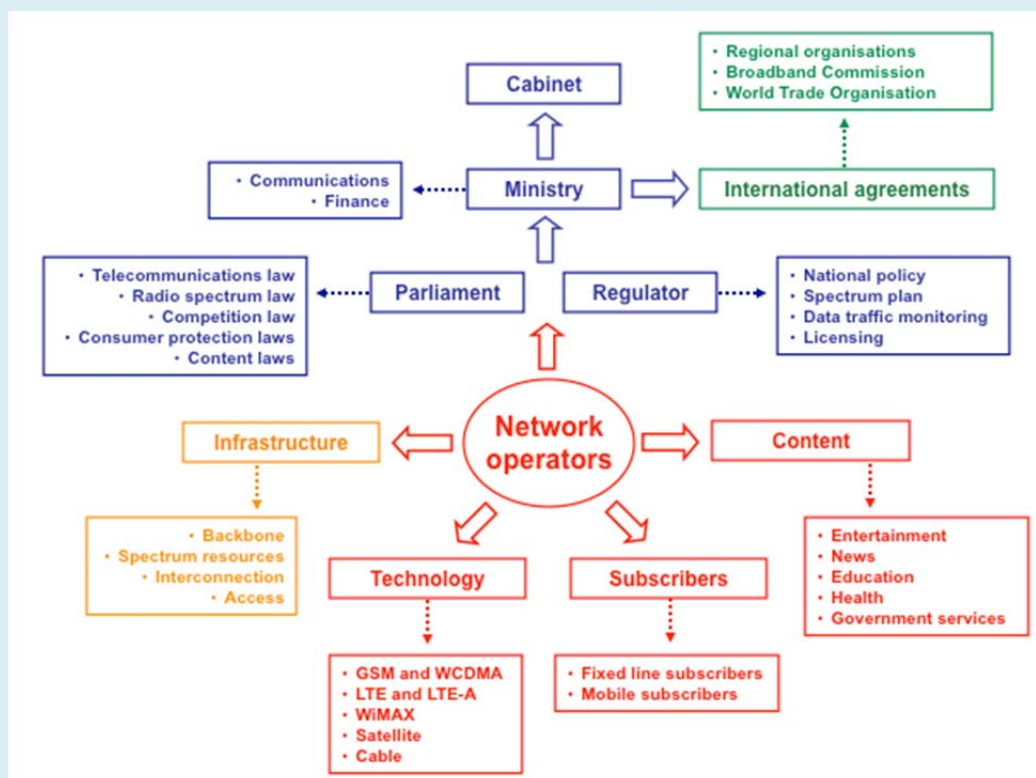 • Regional organisations
• Broadband Commission
• World Trade Organisation
Cabinet
• Communications
• Finance
Ministry
International agreements
• Telecommunications law
• Radio spectrum law
• Competition law
• Consumer protection laws
• Content laws
Parliament
Regulator
• National policy
• Spectrum plan
• Data traffic monitoring
• Licensing
Network
operators
Infrastructure
Content
• Backbone
• Spectrum resources
• Interconnection
• Access
Technology
Subscribers
• Entertainment
• News
• Education
• Health
• Government services
• GSM and WCDMA
• LTE and LTE-A
• WiMAX
• Satellite
• Cable
• Fixed line subscribers
• Mobile subscribers